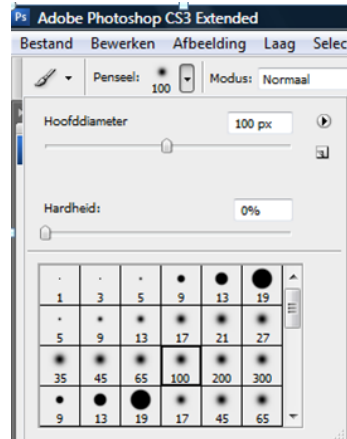 Ps Adobe Photoshop CS3 Extended
Bestand Bewerken Afbeelding Laag Selec
Penseel: 100 Modus: Normaal
Hoofddiameter 100 px
Hardheid: 0%
1 3 5 9 13 19
5 9 13 17 21 27
35 45 65 100 200 300
9 13 19 17 45 65